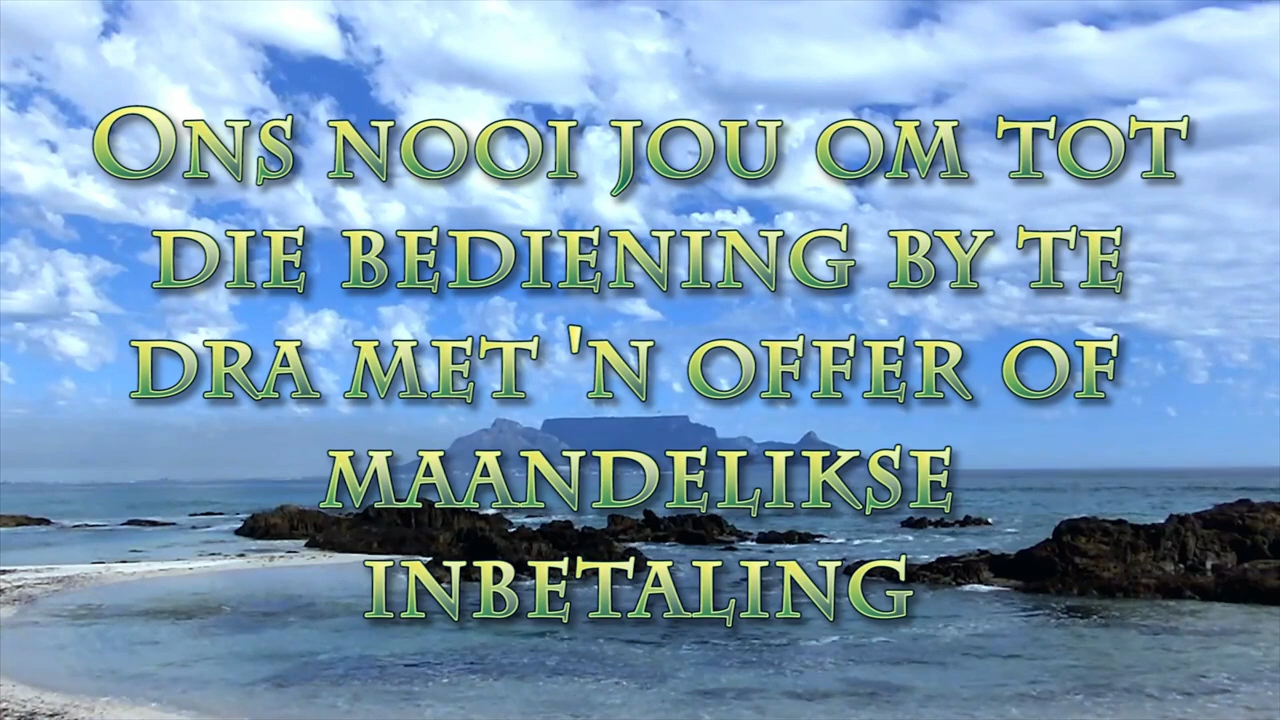 Ons nooi jou om tot
die bediening by te
dra met 'n offer of
maandelikse
inbetaling